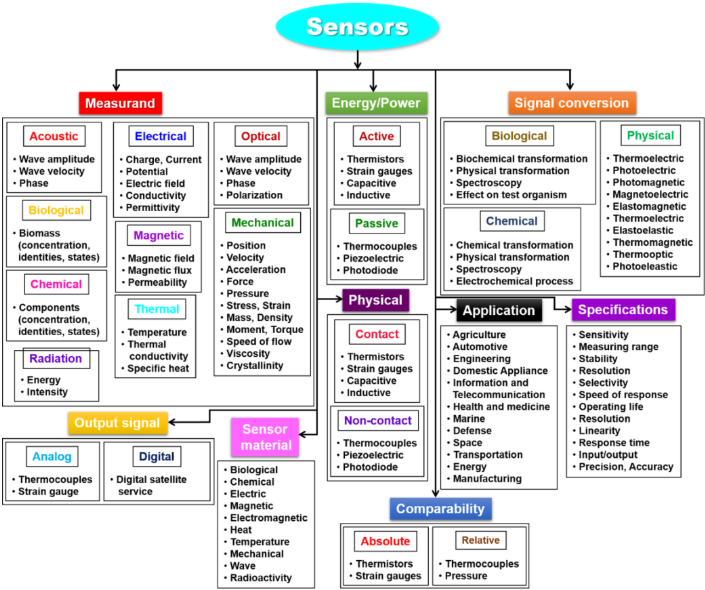 Sensors
Measurand
Acoustic
• Wave amplitude
• Wave velocity
• Phase
Biological
• Biomass
(concentration,
identities, states)
Chemical
• Components
(concentration,
identities, states)
Radiation
• Energy
• Intensity
Electrical
• Charge, Current
• Potential
• Electric field
• Conductivity
• Permittivity
Magnetic
• Magnetic field
• Magnetic flux
• Permeability
Thermal
• Temperature
• Thermal
conductivity
• Specific heat
Optical
• Wave amplitude
• Wave velocity
• Phase
• Polarization
Mechanical
• Position
• Velocity
• Acceleration
• Force
• Pressure
• Stress, Strain
• Mass, Density
• Moment, Torque
• Speed of flow
• Viscosity
• Crystallinity
Energy/Power
Active
• Thermistors
• Strain gauges
• Capacitive
• Inductive
Passive
• Thermocouples
• Piezoelectric
• Photodiode
Signal conversion
Biological
• Biochemical transformation
• Physical transformation
• Spectroscopy
• Effect on test organism
Chemical
• Chemical transformation
• Physical transformation
• Spectroscopy
• Electrochemical process
Physical
• Thermoelectric
• Photoelectric
• Photomagnetic
• Magnetoelectric
• Elastomagnetic
• Thermoelectric
• Elastoelastic
• Thermomagnetic
• Thermooptic
• Photoeleastic
Physical
Contact
• Thermistors
• Strain gauges
• Capacitive
• Inductive
Non-contact
• Thermocouples
• Piezoelectric
• Photodiode
Application
• Agriculture
• Automotive
• Engineering
• Domestic Appliance
• Information and
Telecommunication
• Health and medicine
• Marine
• Defense
• Space
• Transportation
• Energy
• Manufacturing
Specifications
• Sensitivity
• Measuring range
• Stability
• Resolution
• Selectivity
• Speed of response
• Operating life
• Resolution
• Linearity
• Response time
• Input/output
• Precision, Accuracy
Output signal
Analog
• Thermocouples
• Strain gauge
Digital
• Digital satellite
service
Sensor
material
• Biological
• Chemical
• Electric
• Magnetic
• Electromagnetic
• Heat
• Temperature
• Mechanical
• Wave
• Radioactivity
Comparability
Absolute
• Thermistors
• Strain gauges
Relative
• Thermocouples
• Pressure